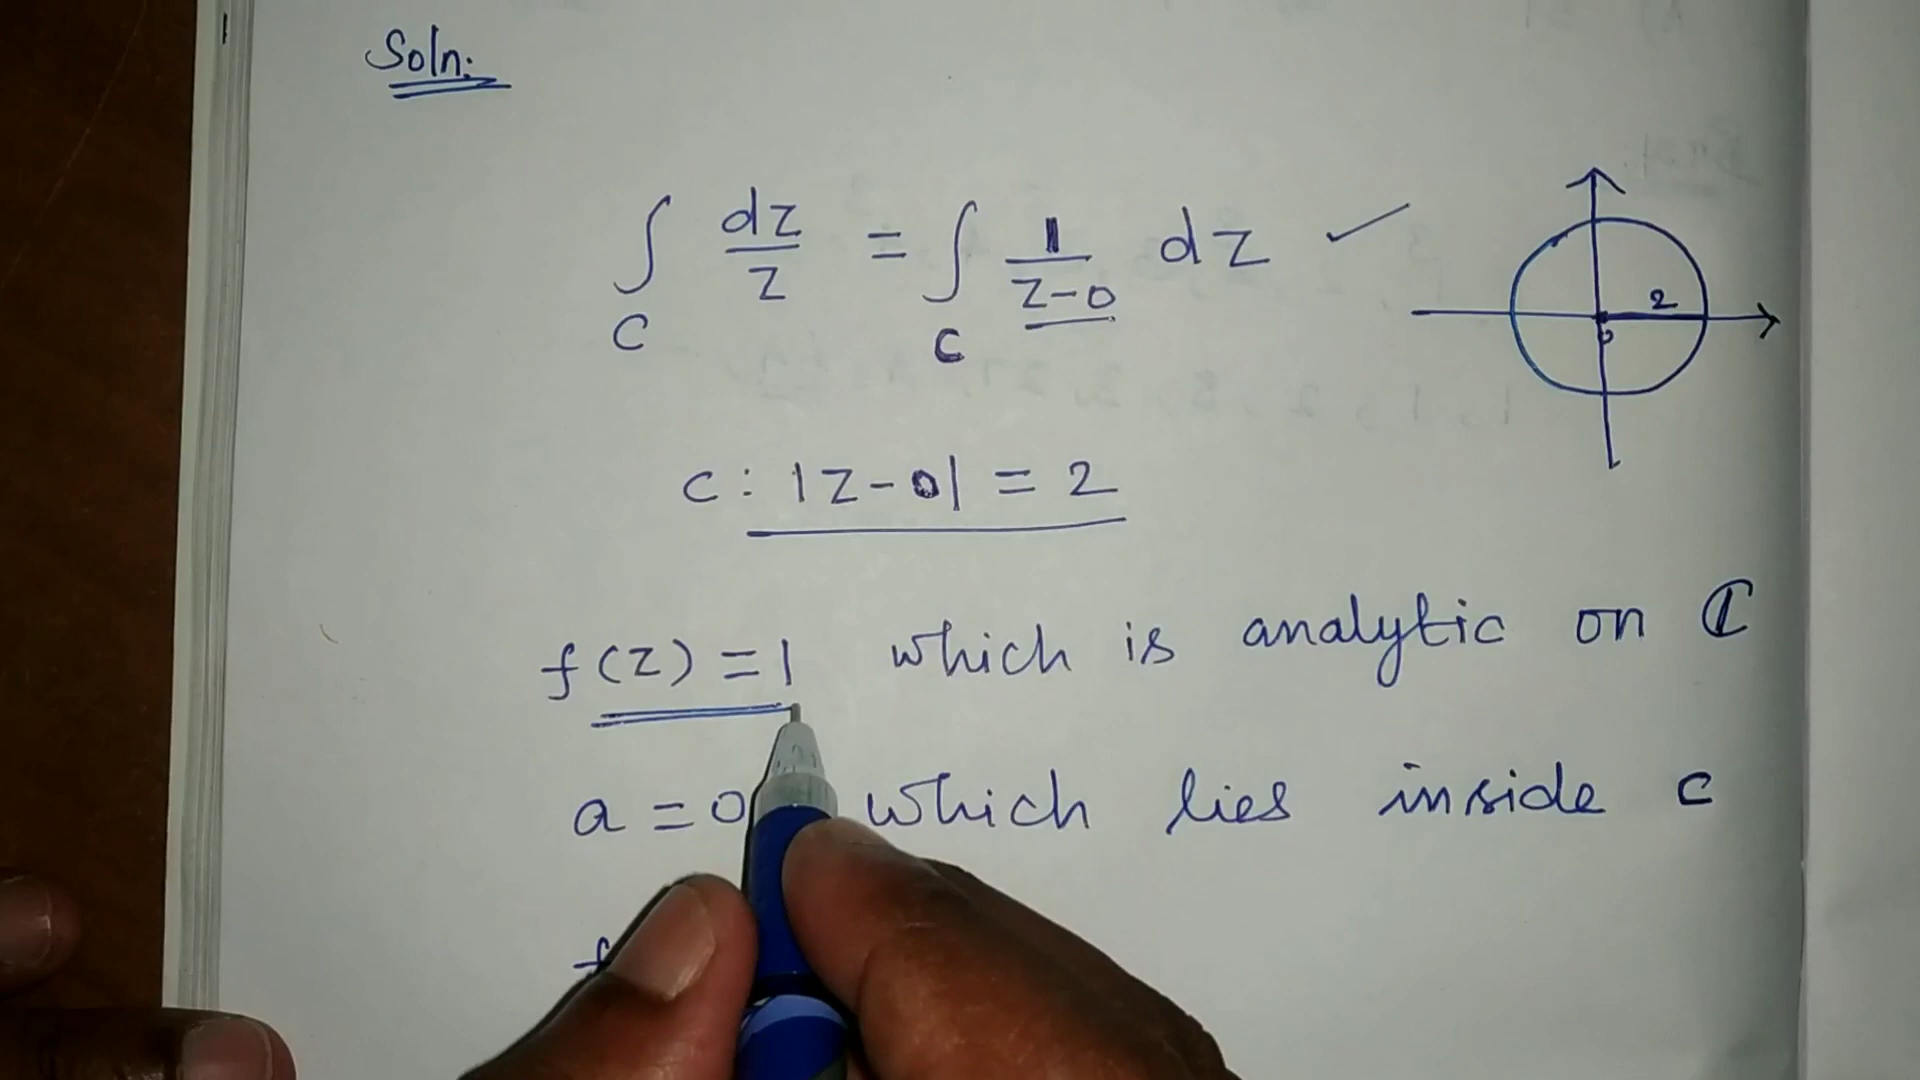 Soln.
∫_C dz/z = ∫_C 1/(z-0) dz ✓
2
0
C: |z-0| = 2
f(z) = 1 which is analytic on ℂ
a = 0 which lies inside C
f